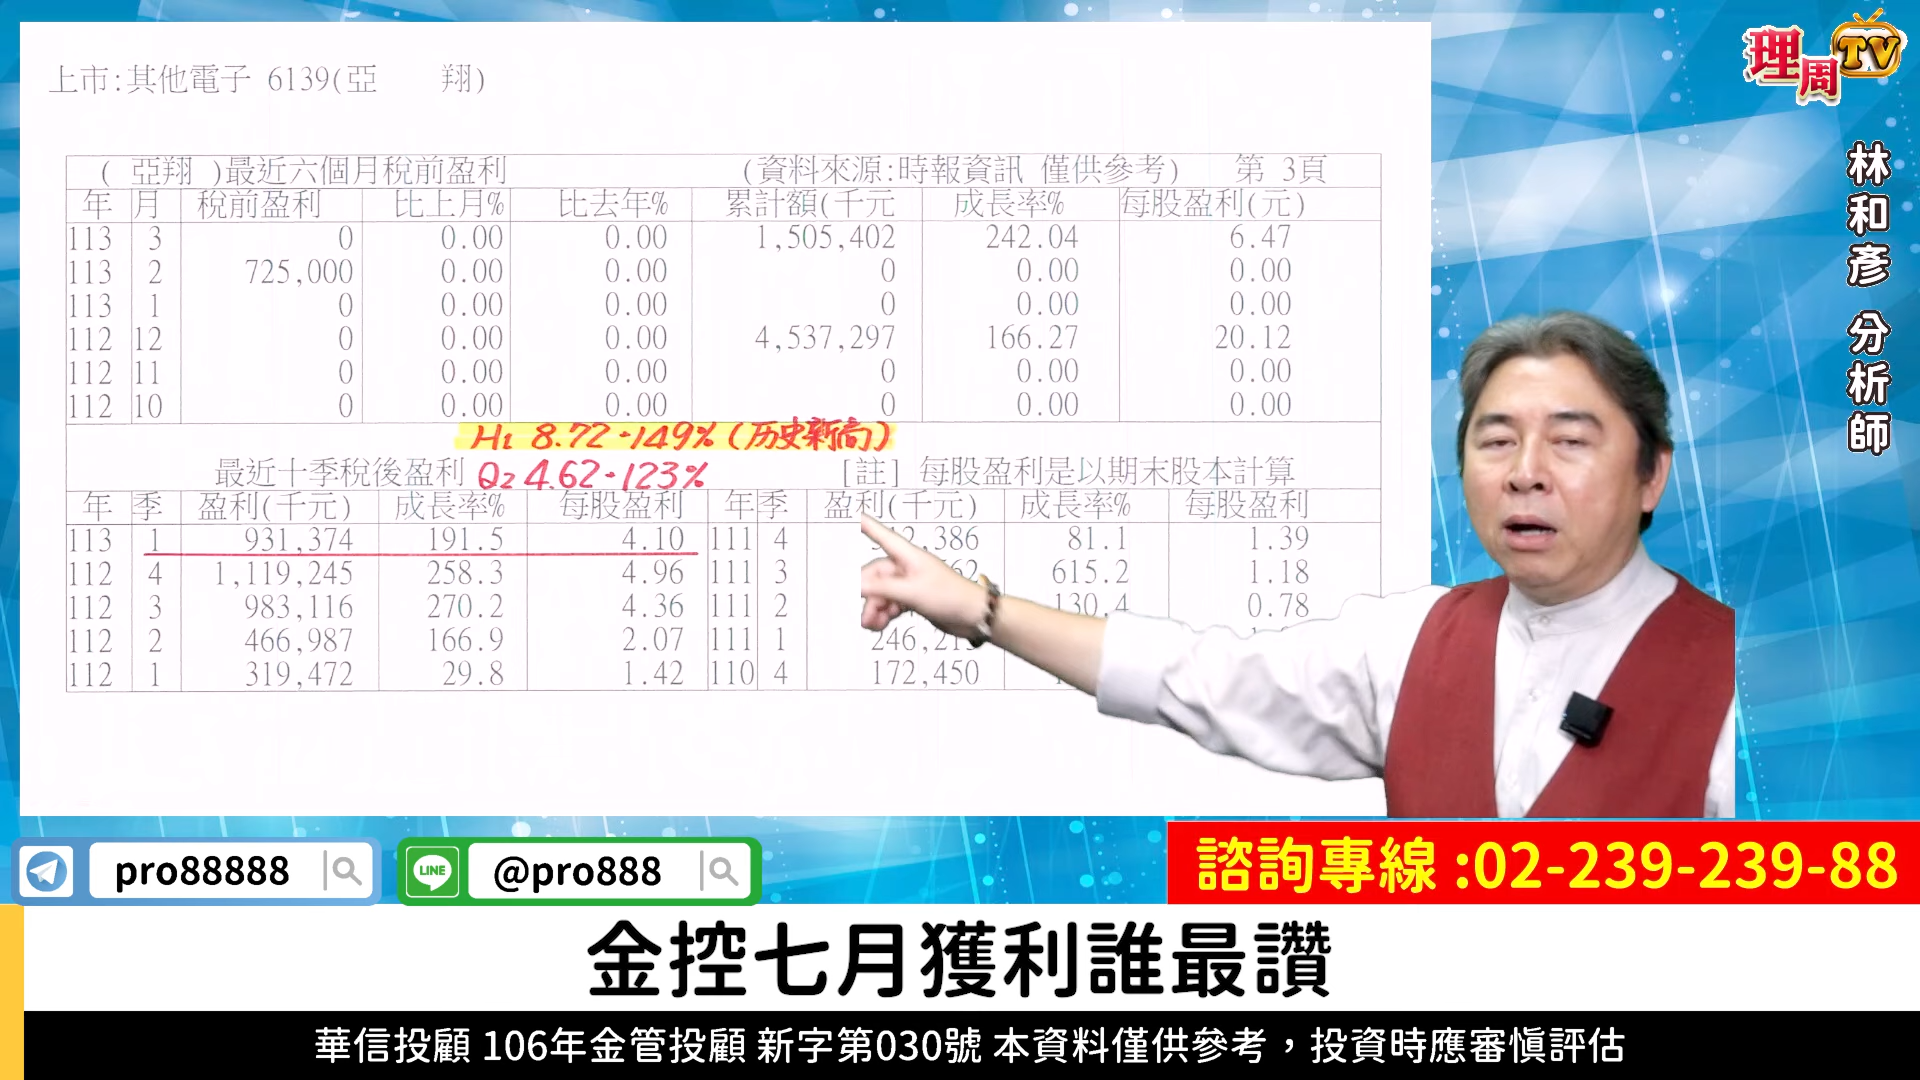 上市:其他電子 6139(亞 翔)
( 亞翔 )最近六個月稅前盈利 (資料來源:時報資訊 僅供參考) 第 3頁
年 月 稅前盈利 比上月% 比去年% 累計額(千元 成長率% 每股盈利(元)
113 3 0 0.00 0.00 1,505,402 242.04 6.47
113 2 725,000 0.00 0.00 0 0.00 0.00
113 1 0 0.00 0.00 0 0.00 0.00
112 12 0 0.00 0.00 4,537,297 166.27 20.12
112 11 0 0.00 0.00 0 0.00 0.00
112 10 0 0.00 0.00 0 0.00 0.00
H1 8.72·149% (历史新高)
最近十季稅後盈利 Q2 4.62·123% [註] 每股盈利是以期末股本計算
年 季 盈利(千元) 成長率% 每股盈利 年 季 盈利(千元) 成長率% 每股盈利
113 1 931,374 191.5 4.10 111 4 386 81.1 1.39
112 4 1,119,245 258.3 4.96 111 3 615.2 1.18
112 3 983,116 270.2 4.36 111 2 130.4 0.78
112 2 466,987 166.9 2.07 111 1
112 1 319,472 29.8 1.42 110 4 172,450
理周TV
林和彥 分析師
pro88888
LINE
@pro888
諮詢專線 :02-239-239-88
金控七月獲利誰最讚
華信投顧 106年金管投顧 新字第030號 本資料僅供參考，投資時應審慎評估